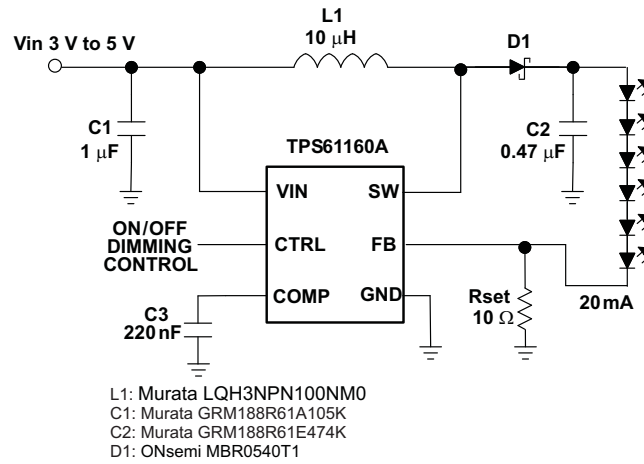 L1
10 μH
Vin 3 V to 5 V
D1
C1
1 μF
TPS61160A
C2
0.47 μF
VIN
SW
ON/OFF
DIMMING
CONTROL
CTRL
FB
COMP
GND
Rset
10 Ω
20mA
C3
220 nF
L1: Murata LQH3NPN100NM0
C1: Murata GRM188R61A105K
C2: Murata GRM188R61E474K
D1: ONsemi MBR0540T1